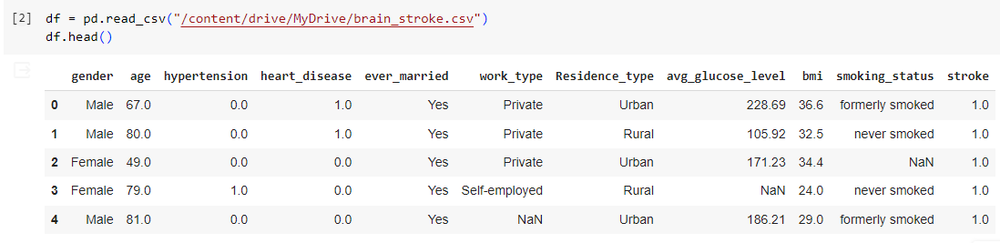 [2] df = pd.read_csv("/content/drive/MyDrive/brain_stroke.csv")
df.head()
gender age hypertension heart_disease ever_married work_type Residence_type avg_glucose_level bmi smoking_status stroke
0 Male 67.0 0.0 1.0 Yes Private Urban 228.69 36.6 formerly smoked 1.0
1 Male 80.0 0.0 1.0 Yes Private Rural 105.92 32.5 never smoked 1.0
2 Female 49.0 0.0 0.0 Yes Private Urban 171.23 34.4 NaN 1.0
3 Female 79.0 1.0 0.0 Yes Self-employed Rural NaN 24.0 never smoked 1.0
4 Male 81.0 0.0 0.0 Yes NaN Urban 186.21 29.0 formerly smoked 1.0